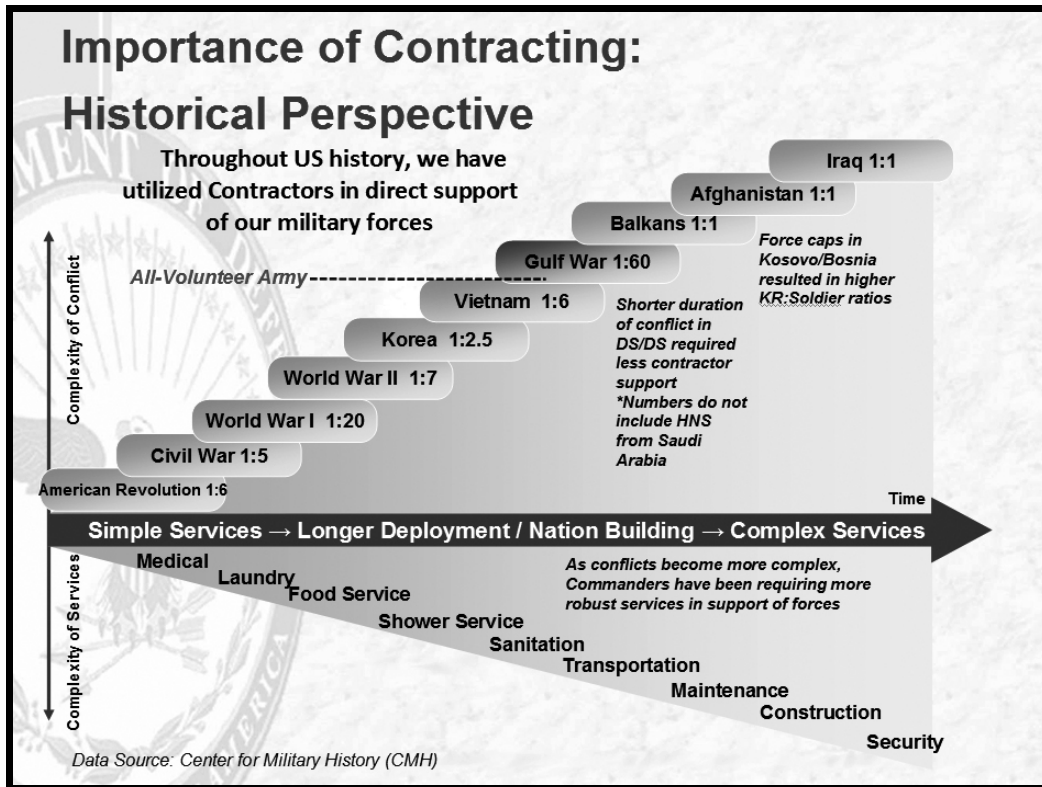 Importance of Contracting:
Historical Perspective
Throughout US history, we have
utilized Contractors in direct support
of our military forces
Iraq 1:1
Afghanistan 1:1
Balkans 1:1
Gulf War 1:60
All-Volunteer Army
Vietnam 1:6
Korea 1:2.5
World War II 1:7
World War I 1:20
Civil War 1:5
American Revolution 1:6
Force caps in
Kosovo/Bosnia
resulted in higher
KR:Soldier ratios
Shorter duration
of conflict in
DS/DS required
less contractor
support
*Numbers do not
include HNS
from Saudi
Arabia
Complexity of Conflict
Time
Simple Services → Longer Deployment / Nation Building → Complex Services
Complexity of Services
Medical
Laundry
Food Service
Shower Service
Sanitation
Transportation
Maintenance
Construction
Security
As conflicts become more complex,
Commanders have been requiring more
robust services in support of forces
Data Source: Center for Military History (CMH)